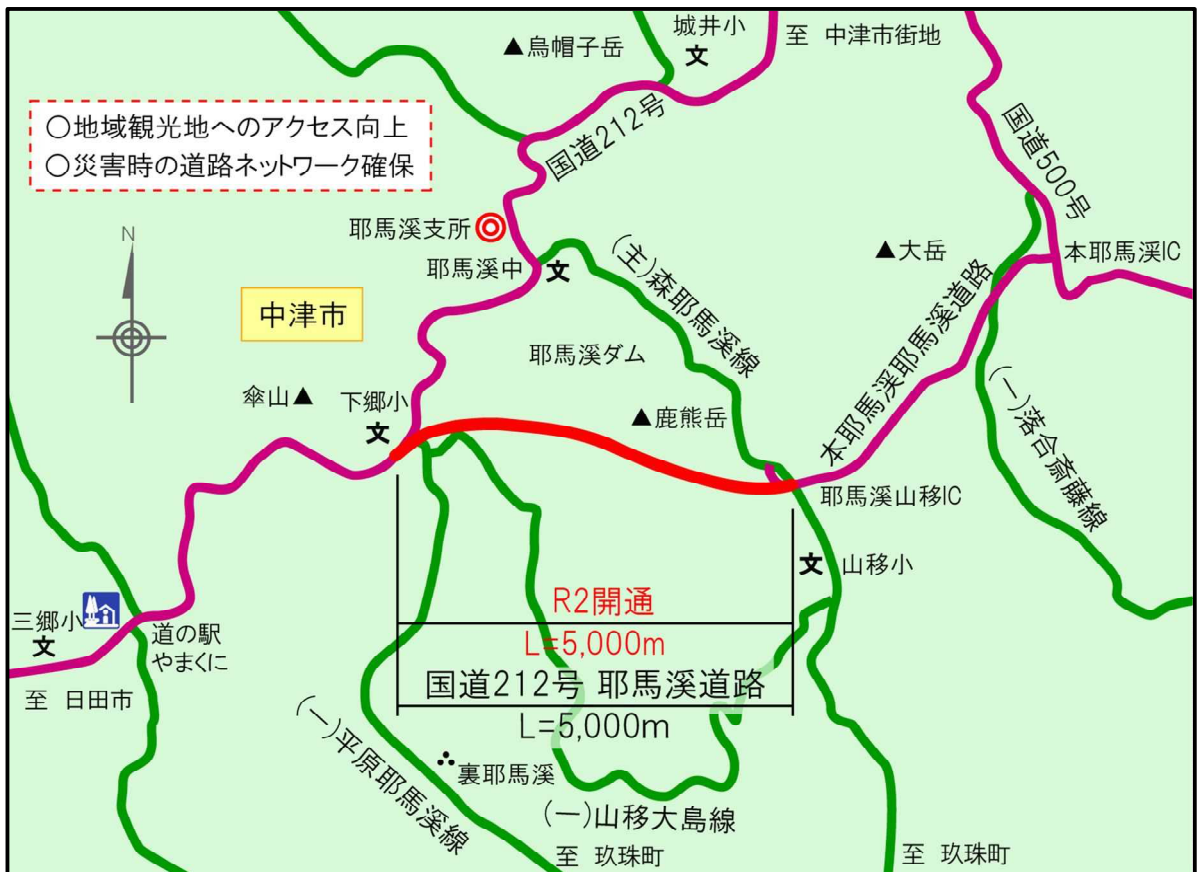 城井小
文
至 中津市街地
▲烏帽子岳
○地域観光地へのアクセス向上
○災害時の道路ネットワーク確保
国道212号
国道500号
N
耶馬溪支所
耶馬溪中
文
(主)森耶馬溪線
▲大岳
本耶馬溪IC
中津市
耶馬溪ダム
本耶馬溪耶馬溪道路
傘山▲
下郷小
文
▲鹿熊岳
(一)落合斎藤線
耶馬溪山移IC
文 山移小
R2開通
L=5,000m
国道212号 耶馬溪道路
L=5,000m
三郷小
文
道の駅
やまくに
至 日田市
(一)平原耶馬溪線
裏耶馬溪
(一)山移大島線
至 玖珠町
至 玖珠町